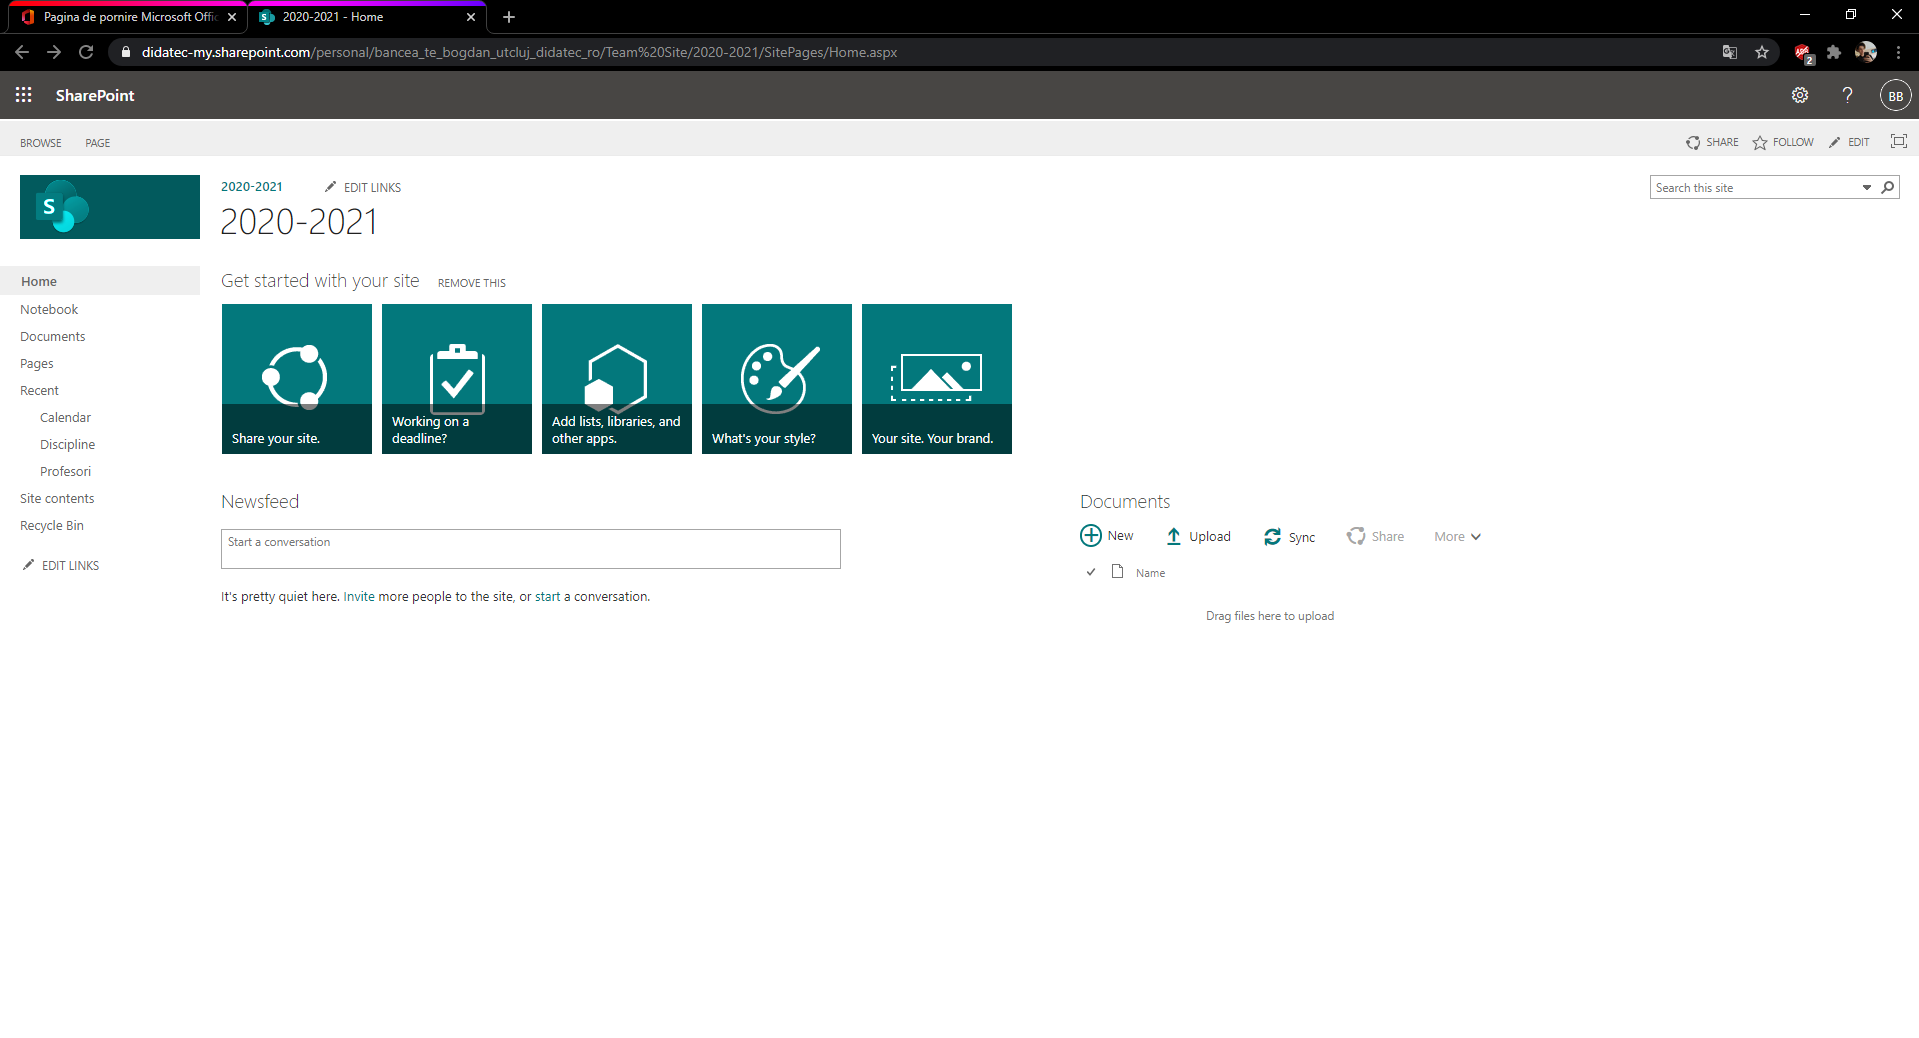 Pagina de pornire Microsoft Offic
2020-2021 - Home
didatec-my.sharepoint.com/personal/bancea_te_bogdan_utcluj_didatec_ro/Team%20Site/2020-2021/SitePages/Home.aspx
2
SharePoint
?
BB
BROWSE
PAGE
SHARE
FOLLOW
EDIT
S
2020-2021
EDIT LINKS
Search this site
2020-2021
Home
Notebook
Documents
Pages
Recent
Calendar
Discipline
Profesori
Site contents
Recycle Bin
EDIT LINKS
Get started with your site
REMOVE THIS
Share your site.
Working on a
deadline?
Add lists, libraries, and
other apps.
What's your style?
Your site. Your brand.
Newsfeed
Start a conversation
It's pretty quiet here. Invite more people to the site, or start a conversation.
Documents
New
Upload
Sync
Share
More
Name
Drag files here to upload